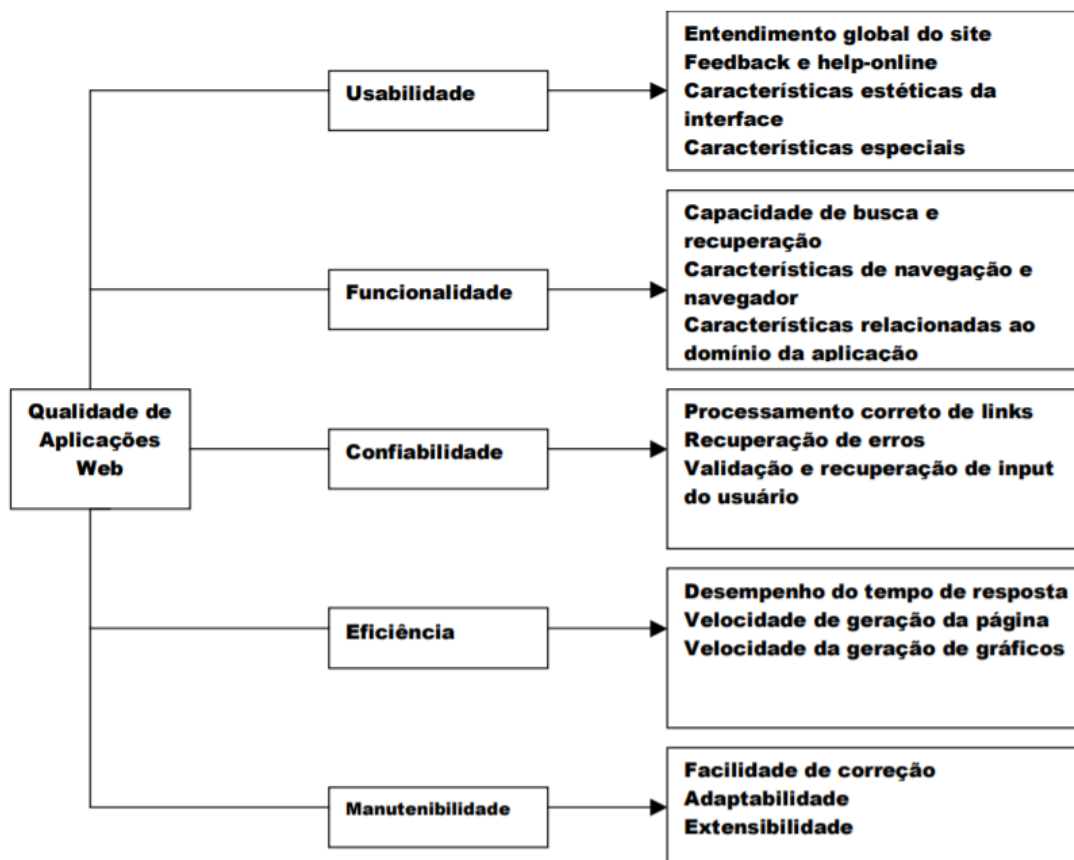 Qualidade de
Aplicações
Web
Usabilidade
Entendimento global do site
Feedback e help-online
Características estéticas da
interface
Características especiais
Funcionalidade
Capacidade de busca e
recuperação
Características de navegação e
navegador
Características relacionadas ao
domínio da aplicação
Confiabilidade
Processamento correto de links
Recuperação de erros
Validação e recuperação de input
do usuário
Eficiência
Desempenho do tempo de resposta
Velocidade de geração da página
Velocidade da geração de gráficos
Manutenibilidade
Facilidade de correção
Adaptabilidade
Extensibilidade